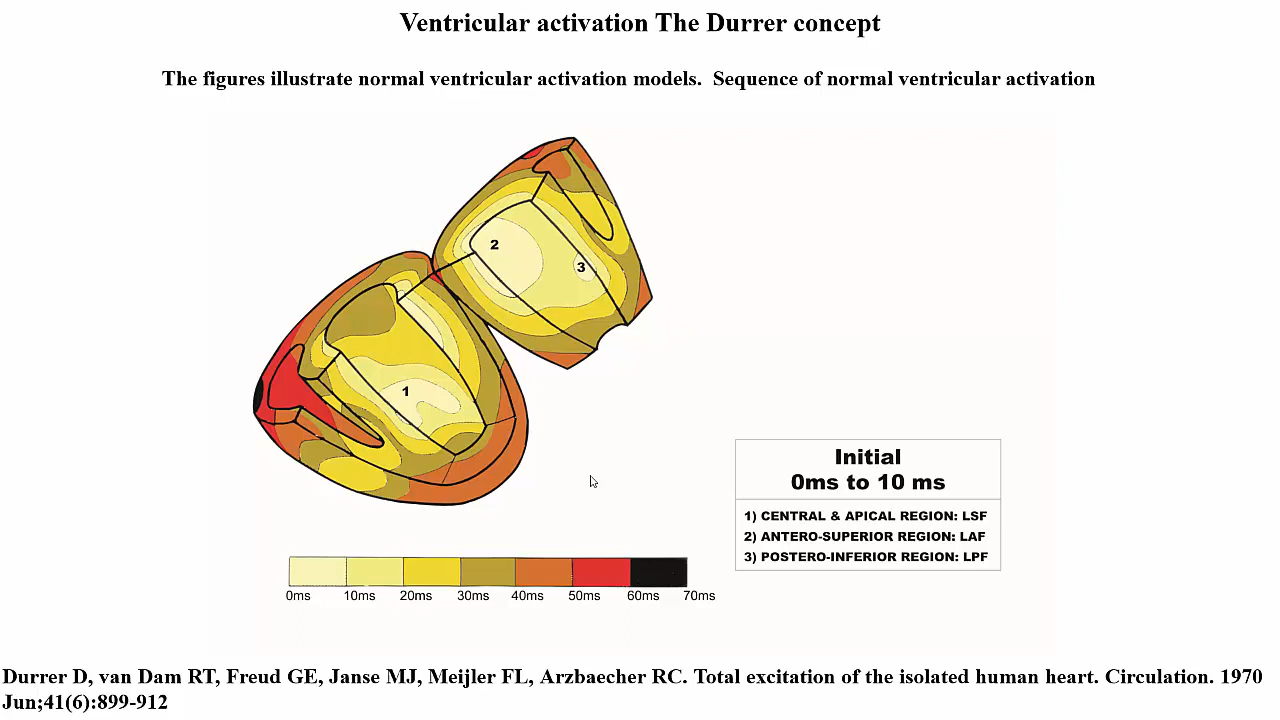 Ventricular activation The Durrer concept
The figures illustrate normal ventricular activation models.  Sequence of normal ventricular activation
2
3
1
Initial
0ms to 10 ms
1) CENTRAL & APICAL REGION: LSF
2) ANTERO-SUPERIOR REGION: LAF
3) POSTERO-INFERIOR REGION: LPF
0ms 10ms 20ms 30ms 40ms 50ms 60ms 70ms
Durrer D, van Dam RT, Freud GE, Janse MJ, Meijler FL, Arzbaecher RC. Total excitation of the isolated human heart. Circulation. 1970
Jun;41(6):899-912